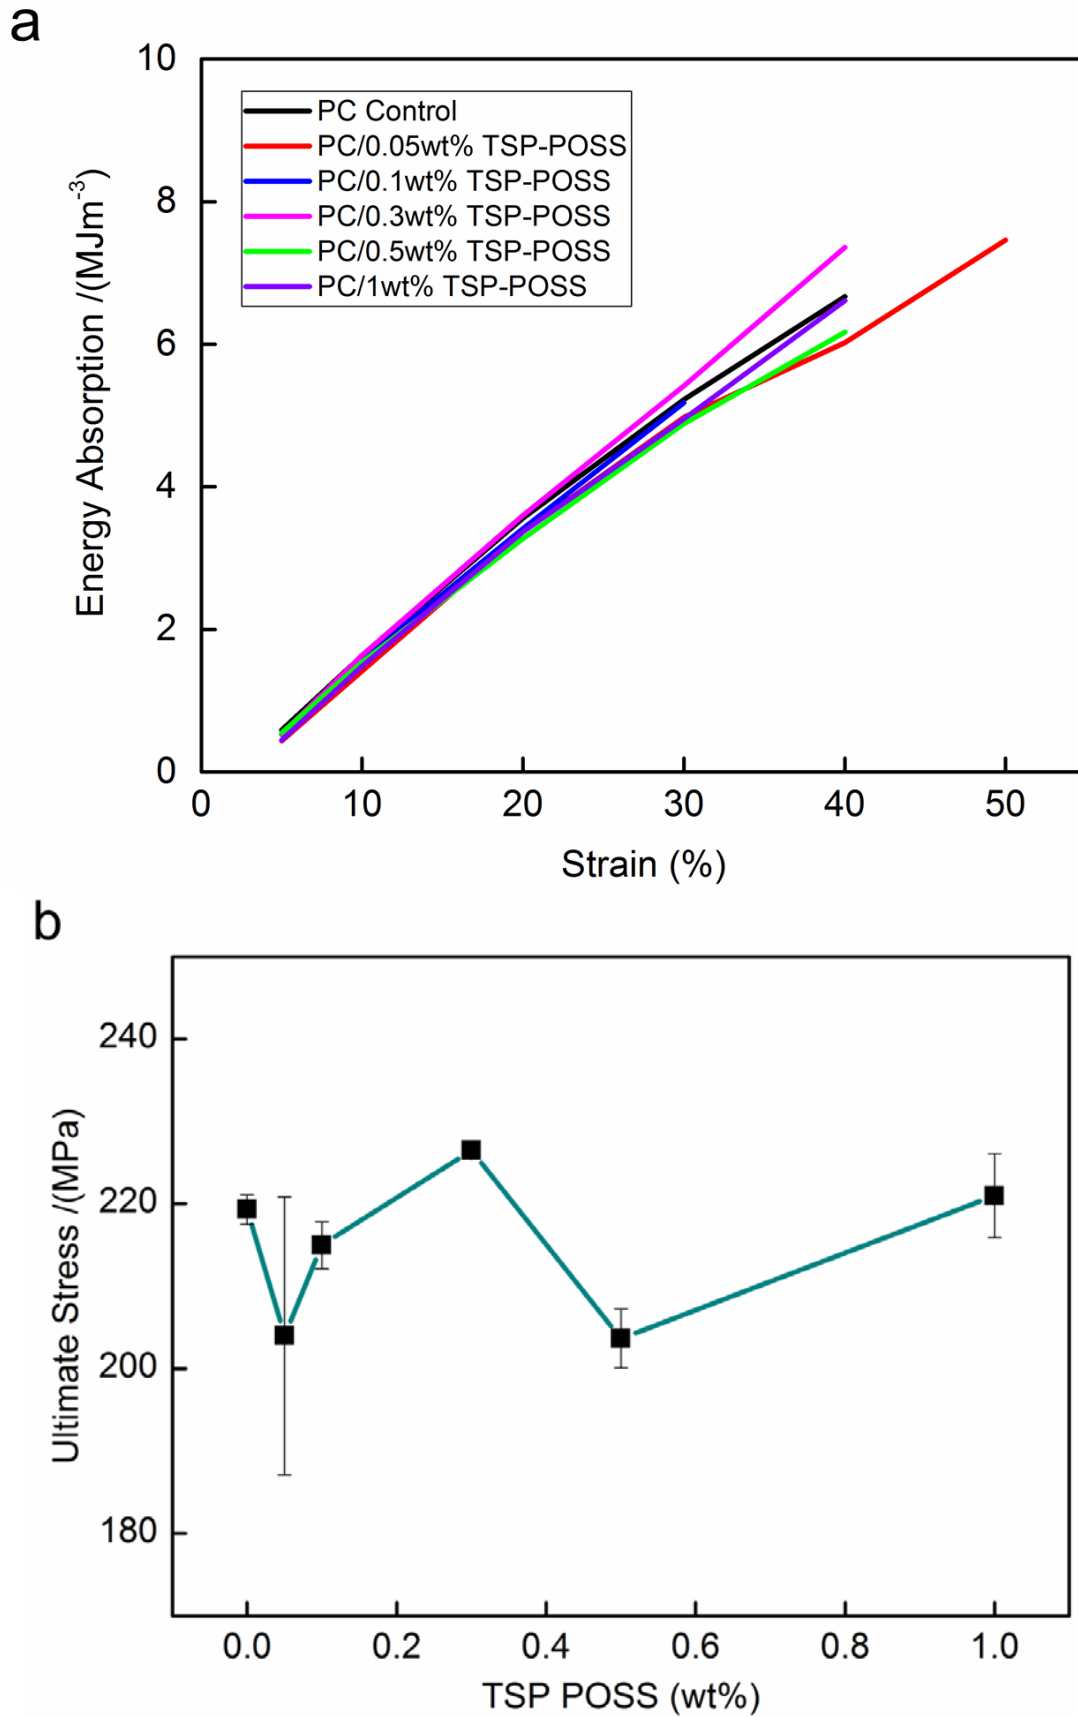 a
10
8
6
4
2
0
Energy Absorption /(MJm⁻³)
PC Control
PC/0.05wt% TSP-POSS
PC/0.1wt% TSP-POSS
PC/0.3wt% TSP-POSS
PC/0.5wt% TSP-POSS
PC/1wt% TSP-POSS
0 10 20 30 40 50
Strain (%)
b
240
220
200
180
Ultimate Stress /(MPa)
0.0 0.2 0.4 0.6 0.8 1.0
TSP POSS (wt%)